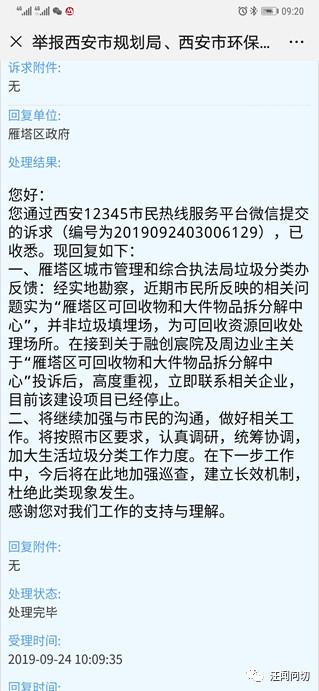 09:20
举报西安市规划局、西安市环保...
诉求附件:
无
回复单位:
雁塔区政府
处理结果:
您好：
您通过西安12345市民热线服务平台微信提交
的诉求（编号为2019092403006129），已
收悉。现回复如下：
一、雁塔区城市管理和综合执法局垃圾分类办
反馈：经实地勘察，近期市民所反映的相关问
题实为“雁塔区可回收物和大件物品拆分解中
心”，并非垃圾填埋场，为可回收资源回收处
理场所。在接到关于融创宸院及周边业主关
于“雁塔区可回收物和大件物品拆分解中
心”投诉后，高度重视，立即联系相关企业，
目前该建设项目已经停止。
二、将继续加强与市民的沟通，做好相关工
作。将按照市区要求，认真调研，统筹协调，
加大生活垃圾分类工作力度。在下一步工作
中，今后将在此地加强巡查，建立长效机制，
杜绝此类现象发生。
感谢您对我们工作的支持与理解。
回复附件:
无
处理状态:
处理完毕
受理时间:
2019-09-24 10:09:35
回复时间:
汪闻问切